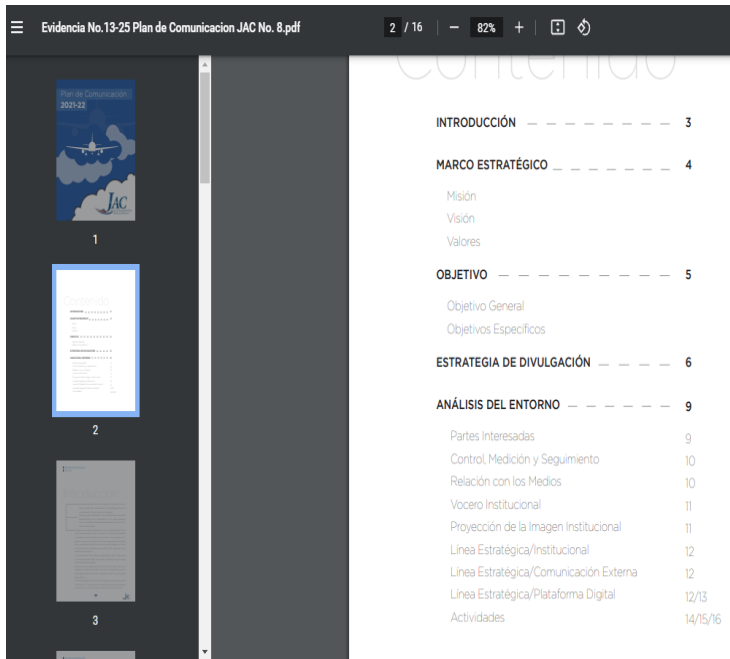 Evidencia No.13-25 Plan de Comunicacion JAC No. 8.pdf
2 / 16
82%
Plan de Comunicación
2021-22
JAC
1
Contenido
2
3
Contenido
INTRODUCCIÓN 3
MARCO ESTRATÉGICO 4
Misión
Visión
Valores
OBJETIVO 5
Objetivo General
Objetivos Específicos
ESTRATEGIA DE DIVULGACIÓN 6
ANÁLISIS DEL ENTORNO 9
Partes Interesadas 9
Control, Medición y Seguimiento 10
Relación con los Medios 10
Vocero Institucional 11
Proyección de la Imagen Institucional 11
Línea Estratégica/Institucional 12
Línea Estratégica/Comunicación Externa 12
Línea Estratégica/Plataforma Digital 12/13
Actividades 14/15/16